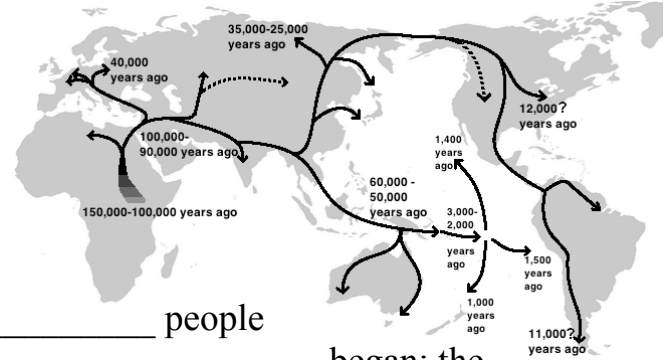 35,000-25,000
years ago
40,000
years ago
12,000?
years ago
100,000-
90,000 years ago
1,400
years
ago
60,000 -
50,000
years ago
150,000-100,000 years ago
3,000-
2,000
years
ago
1,500
years
ago
1,000
years
ago
11,000?
years ago
__________ people
began: the